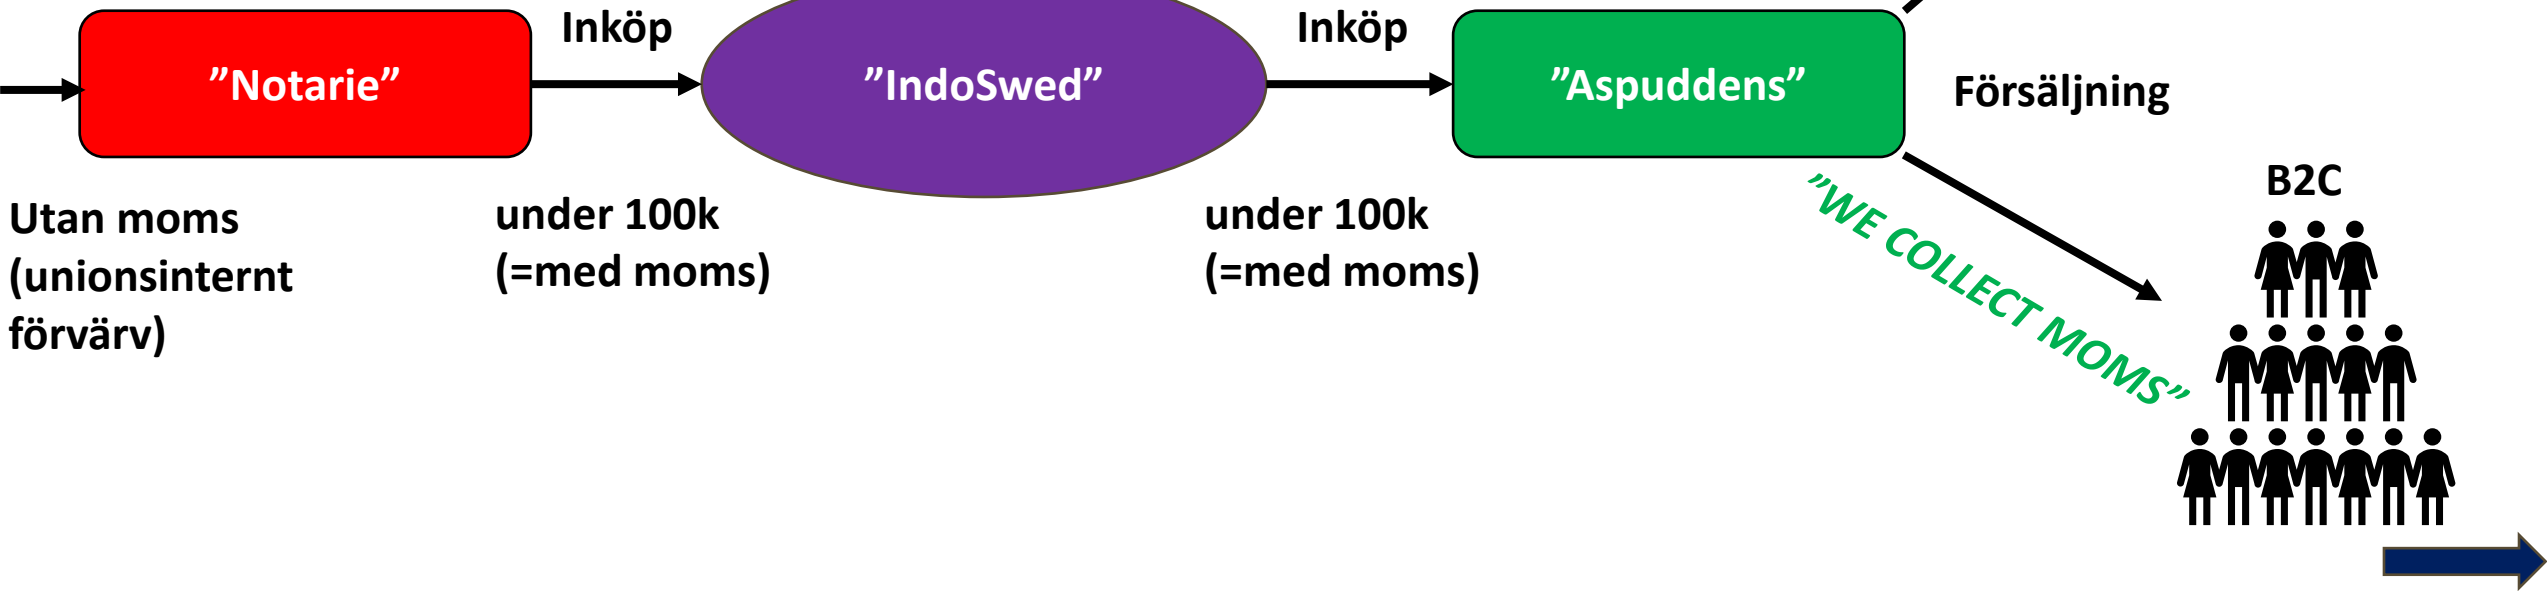 Inköp
Inköp
”Notarie”
”IndoSwed”
”Aspuddens”
Försäljning
B2C
Utan moms
(unionsinternt
förvärv)
under 100k
(=med moms)
under 100k
(=med moms)
”WE COLLECT MOMS”